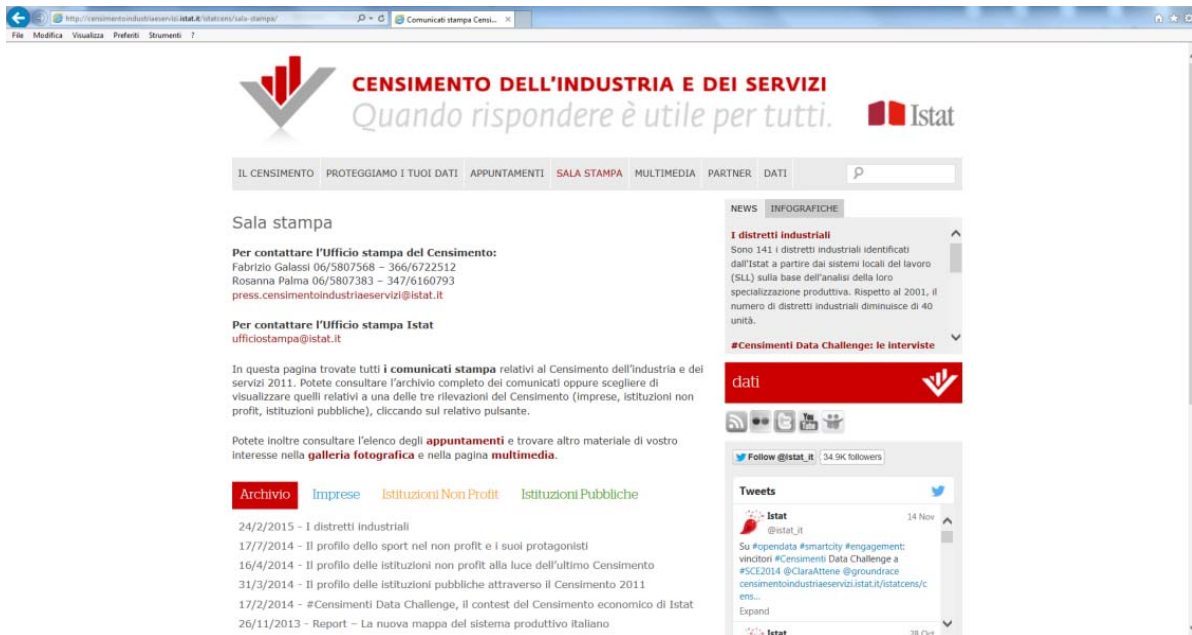 http://censimentoindustriaeservizi.istat.it/istatcens/sala-stampa/
Comunicati stampa Censi...
File Modifica Visualizza Preferiti Strumenti ?
CENSIMENTO DELL'INDUSTRIA E DEI SERVIZI
Quando rispondere è utile per tutti.
Istat
IL CENSIMENTO PROTEGGIAMO I TUOI DATI APPUNTAMENTI SALA STAMPA MULTIMEDIA PARTNER DATI
Sala stampa
Per contattare l'Ufficio stampa del Censimento:
Fabrizio Galassi 06/5807568 – 366/6722512
Rosanna Palma 06/5807383 – 347/6160793
press.censimentoindustriaeservizi@istat.it
Per contattare l'Ufficio stampa Istat
ufficiostampa@istat.it
In questa pagina trovate tutti i comunicati stampa relativi al Censimento dell'industria e dei
servizi 2011. Potete consultare l'archivio completo dei comunicati oppure scegliere di
visualizzare quelli relativi a una delle tre rilevazioni del Censimento (imprese, istituzioni non
profit, istituzioni pubbliche), cliccando sul relativo pulsante.
Potete inoltre consultare l'elenco degli appuntamenti e trovare altro materiale di vostro
interesse nella galleria fotografica e nella pagina multimedia.
Archivio Imprese Istituzioni Non Profit Istituzioni Pubbliche
24/2/2015 - I distretti industriali
17/7/2014 - Il profilo dello sport nel non profit e i suoi protagonisti
16/4/2014 - Il profilo delle istituzioni non profit alla luce dell'ultimo Censimento
31/3/2014 - Il profilo delle istituzioni pubbliche attraverso il Censimento 2011
17/2/2014 - #Censimenti Data Challenge, il contest del Censimento economico di Istat
26/11/2013 - Report – La nuova mappa del sistema produttivo italiano
NEWS INFOGRAFICHE
I distretti industriali
Sono 141 i distretti industriali identificati
dall'Istat a partire dai sistemi locali del lavoro
(SLL) sulla base dell'analisi della loro
specializzazione produttiva. Rispetto al 2001, il
numero di distretti industriali diminuisce di 40
unità.
#Censimenti Data Challenge: le interviste
dati
You Tube
Follow @istat_it 34.9K followers
Tweets
Istat 14 Nov
@istat_it
Su #opendata #smartcity #engagement:
vincitori #Censimenti Data Challenge a
#SCE2014 @ClaraAttene @groundrace
censimentoindustriaeservizi.istat.it/istatcens/c
ens...
Expand
Istat 28 Oct